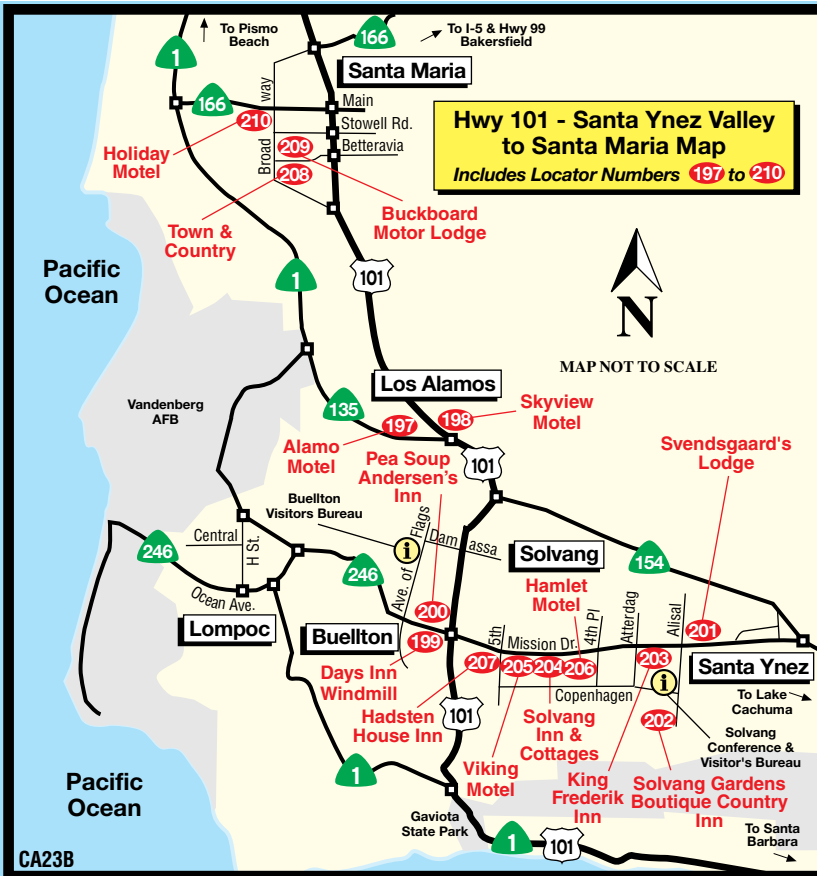 To Pismo
Beach
To I-5 & Hwy 99
Bakersfield
1
166
Santa Maria
166
way
Main
Stowell Rd.
Betteravia
Broad
210
209
208
Holiday
Motel
Town &
Country
Buckboard
Motor Lodge
Hwy 101 - Santa Ynez Valley
to Santa Maria Map
Includes Locator Numbers 197 to 210
Pacific
Ocean
1
101
N
MAP NOT TO SCALE
Los Alamos
Vandenberg
AFB
135
197
198
Skyview
Motel
Alamo
Motel
101
Svendsgaard's
Lodge
Pea Soup
Andersen's
Inn
Buellton
Visitors Bureau
i
Ave. of Flags
Dam assa
Central
H St.
246
246
Ocean Ave.
Lompoc
Solvang
154
Hamlet
Motel
200
Buellton
199
5th
Mission Dr.
4th Pl
Atterdag
Alisal
201
207
205
204
206
203
Santa Ynez
Days Inn
Windmill
Copenhagen
i
To Lake
Cachuma
Hadsten
House Inn
101
Solvang
Inn &
Cottages
202
Solvang
Conference &
Visitor's Bureau
Viking
Motel
King
Frederik
Inn
Solvang Gardens
Boutique Country
Inn
1
Pacific
Ocean
Gaviota
State Park
1
101
To Santa
Barbara
CA23B